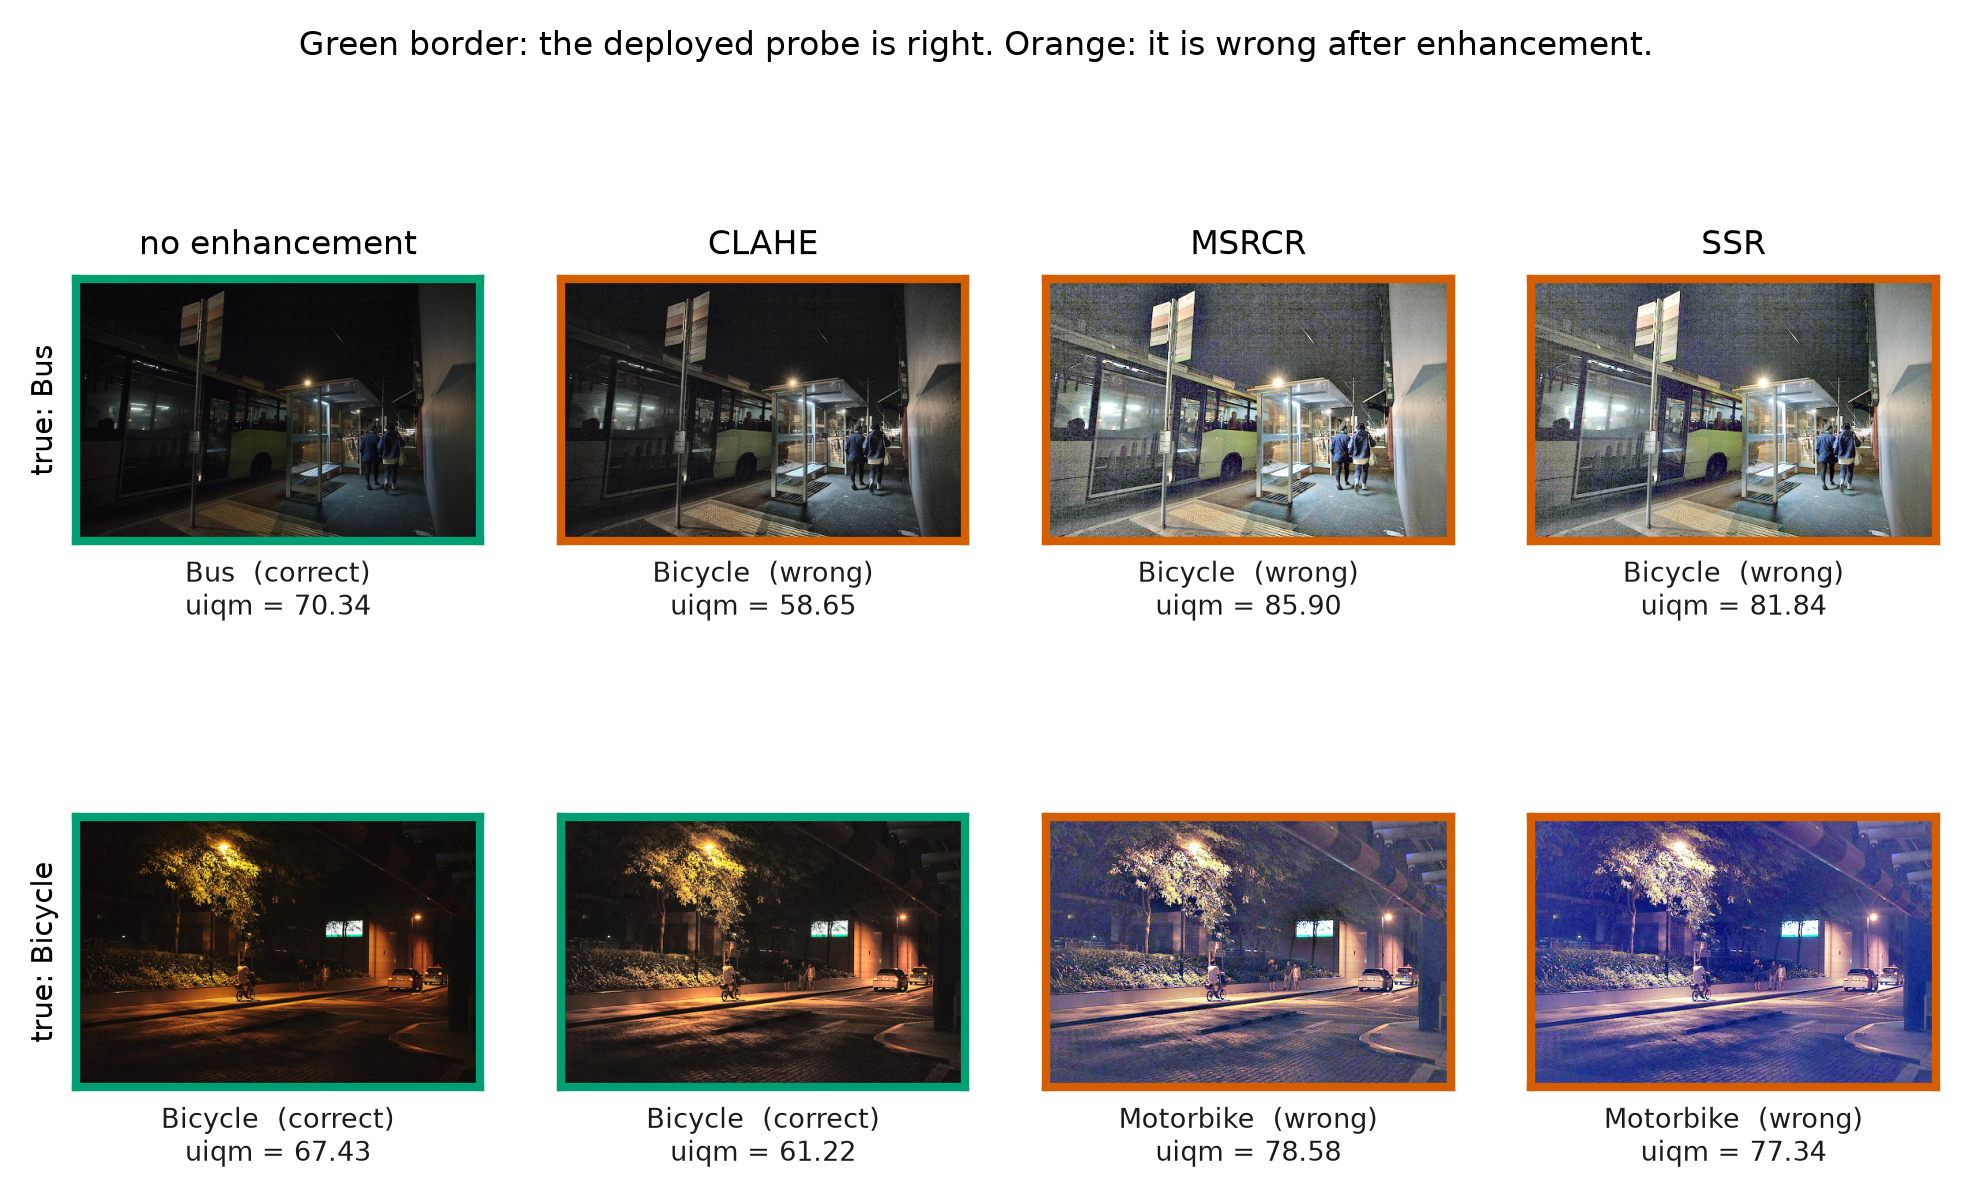 Green border: the deployed probe is right. Orange: it is wrong after enhancement.
no enhancement
CLAHE
MSRCR
SSR
true: Bus
Bus (correct)
uiqm = 70.34
Bicycle (wrong)
uiqm = 58.65
Bicycle (wrong)
uiqm = 85.90
Bicycle (wrong)
uiqm = 81.84
true: Bicycle
Bicycle (correct)
uiqm = 67.43
Bicycle (correct)
uiqm = 61.22
Motorbike (wrong)
uiqm = 78.58
Motorbike (wrong)
uiqm = 77.34